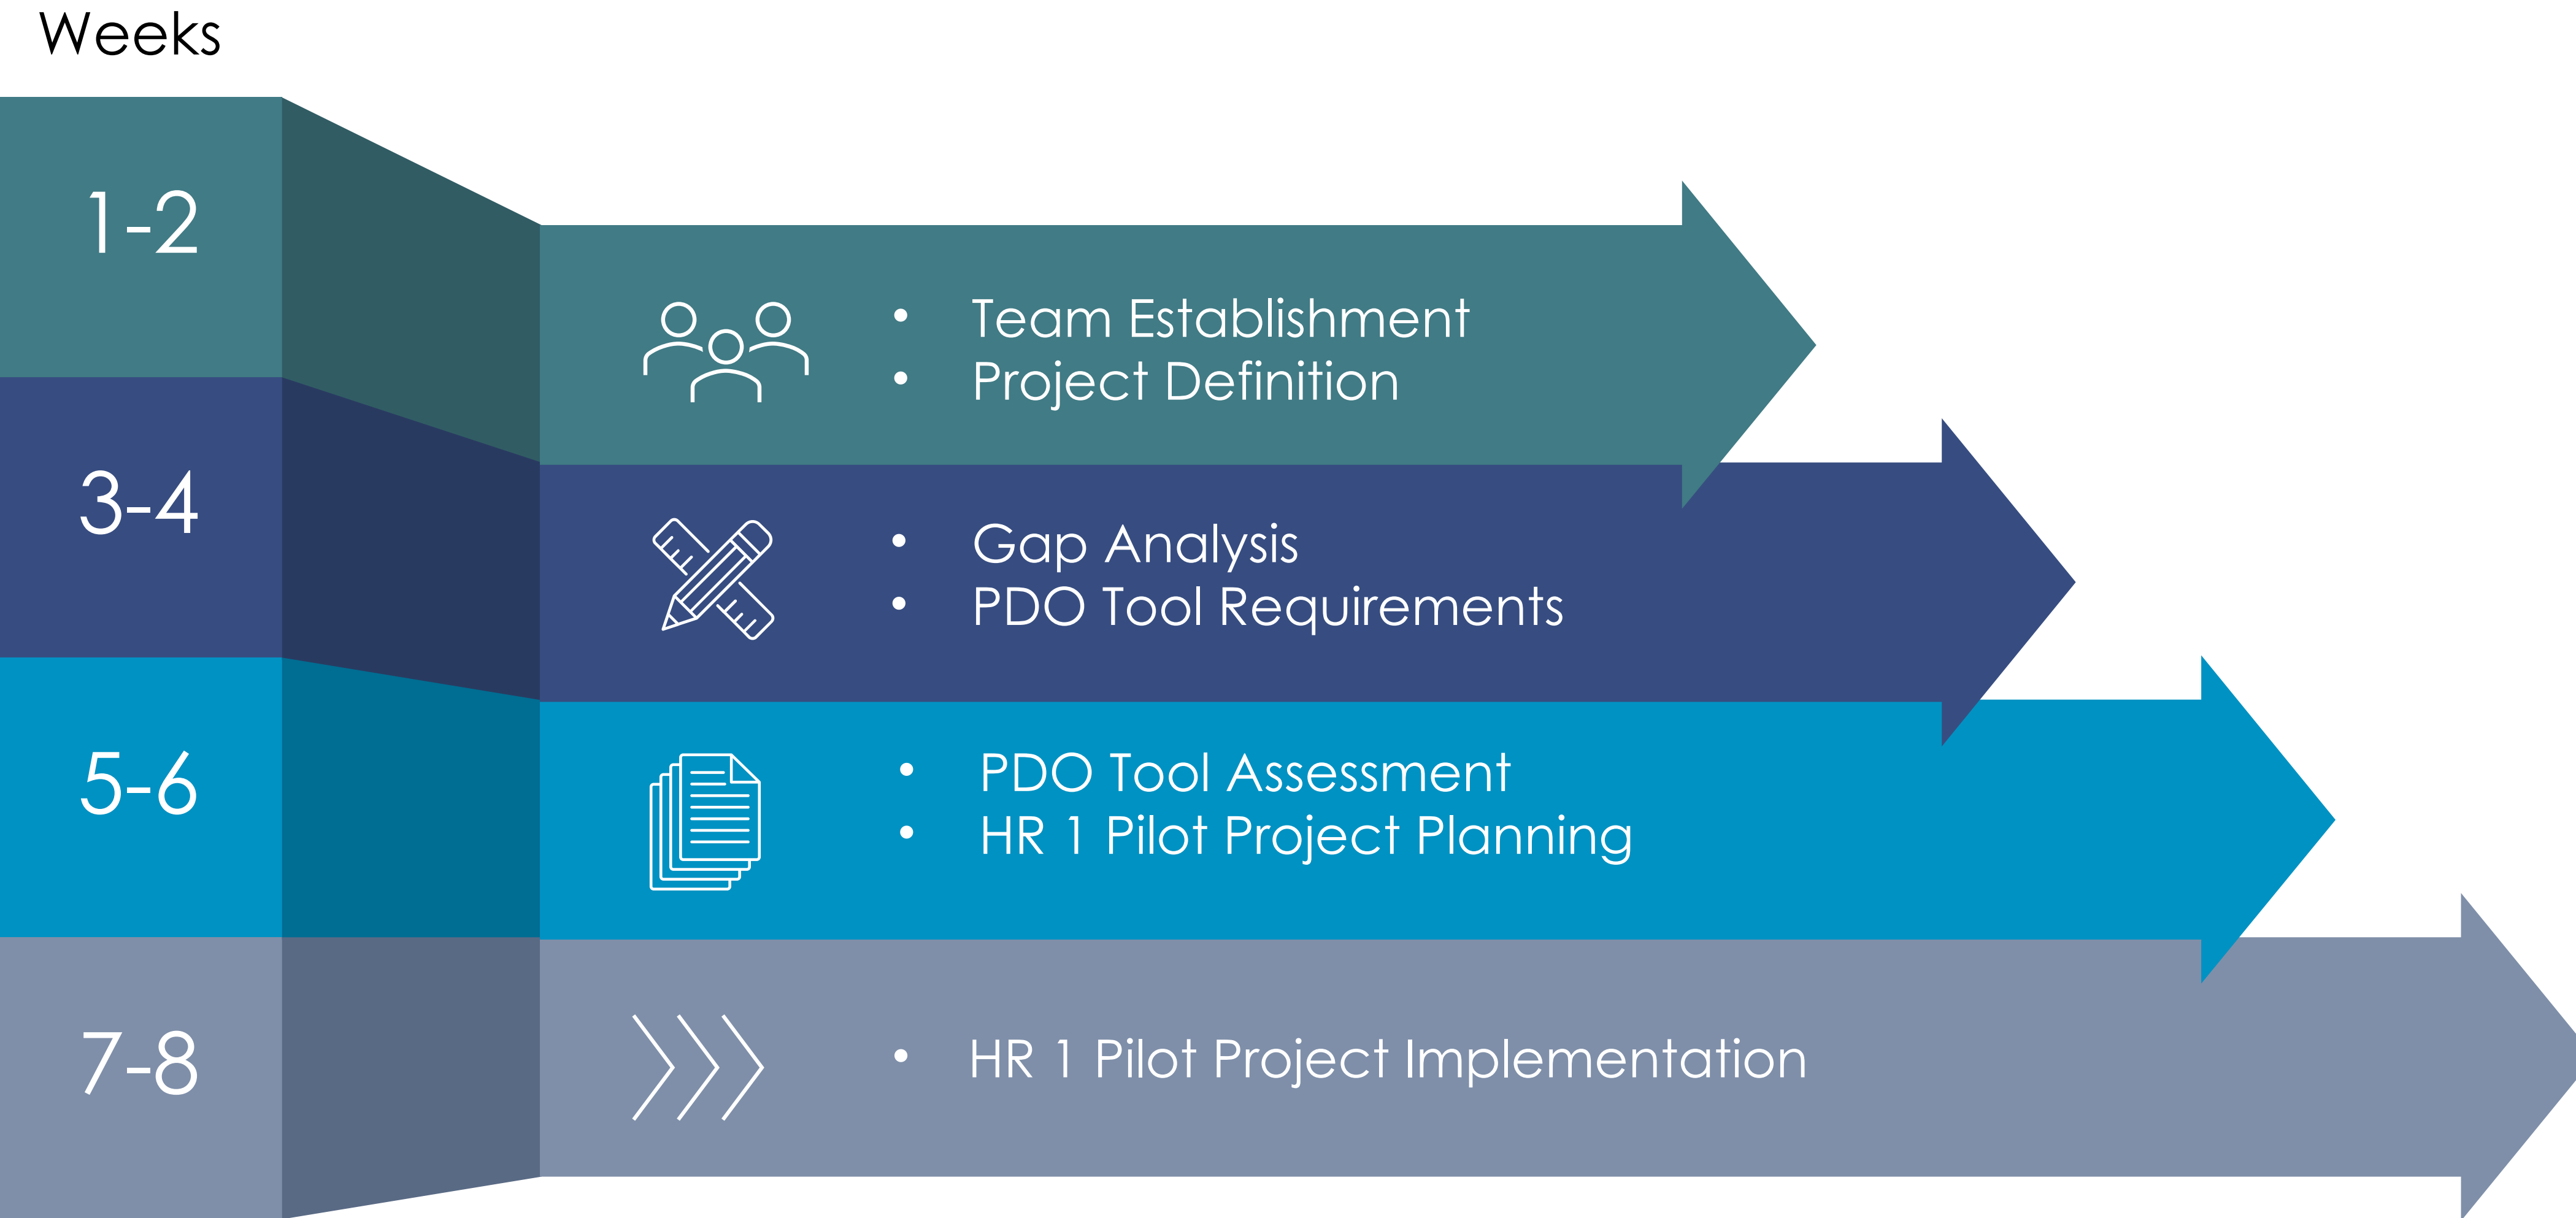 Weeks
1-2
• Team Establishment
• Project Definition
3-4
• Gap Analysis
• PDO Tool Requirements
5-6
• PDO Tool Assessment
• HR 1 Pilot Project Planning
7-8
• HR 1 Pilot Project Implementation